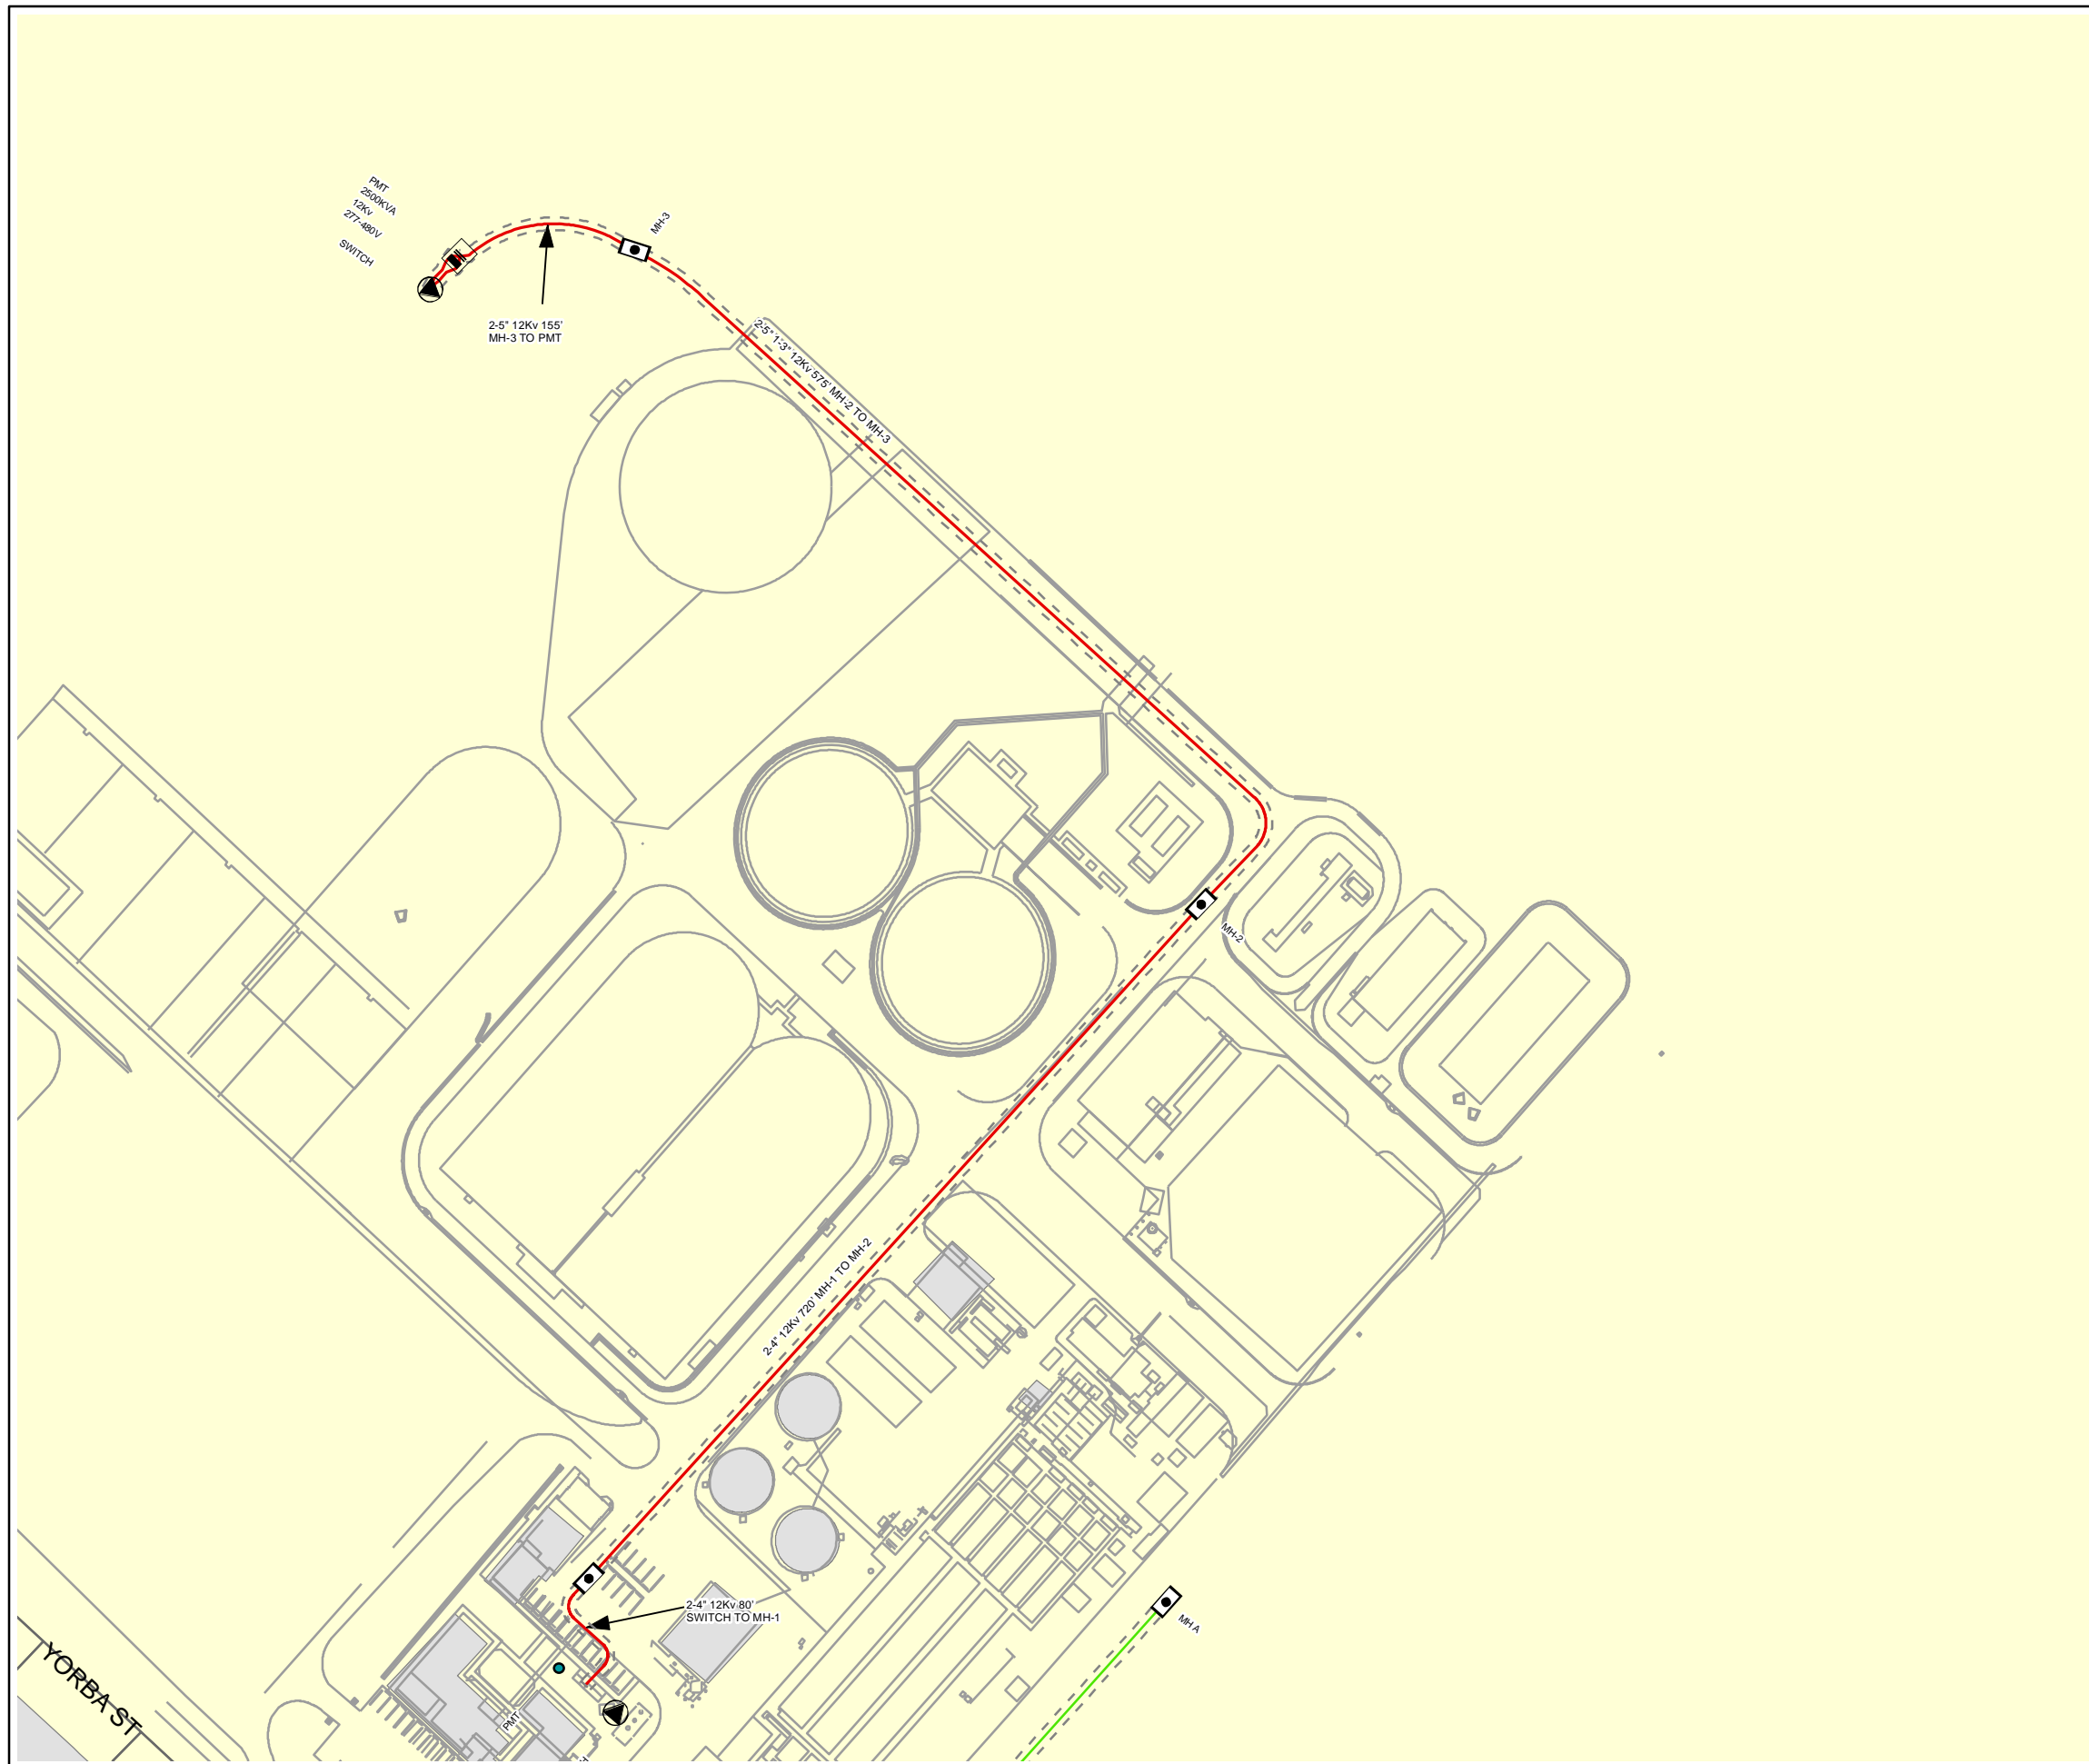 PMT
2500KVA
12Kv
277-480V
SWITCH
MH-3
2-5" 12Kv 155'
MH-3 TO PMT
2-5" 1-3" 12Kv 575' MH-2 TO MH-3
MH-2
2-4" 12Kv 720' MH-1 TO MH-2
2-4" 12Kv 80'
SWITCH TO MH-1
MH A
YORBA ST
PMT